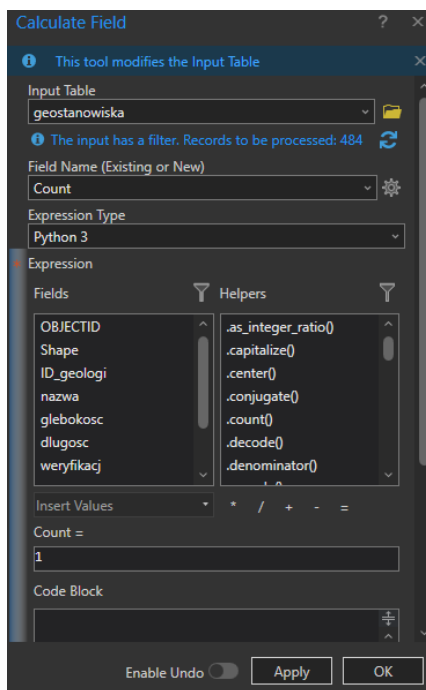 Calculate Field ?
This tool modifies the Input Table
Input Table
geostanowiska
The input has a filter. Records to be processed: 484
Field Name (Existing or New)
Count
Expression Type
Python 3
Expression
Fields
OBJECTID
Shape
ID_geologi
nazwa
glebokosc
dlugosc
weryfikacj
Helpers
.as_integer_ratio()
.capitalize()
.center()
.conjugate()
.count()
.decode()
.denominator()
Insert Values * / + - =
Count =
1
Code Block
Enable Undo Apply OK